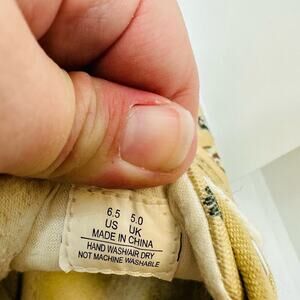 6.5 5.0
US UK
MADE IN CHINA
HAND WASH/AIR DRY
NOT MACHINE WASHABLE